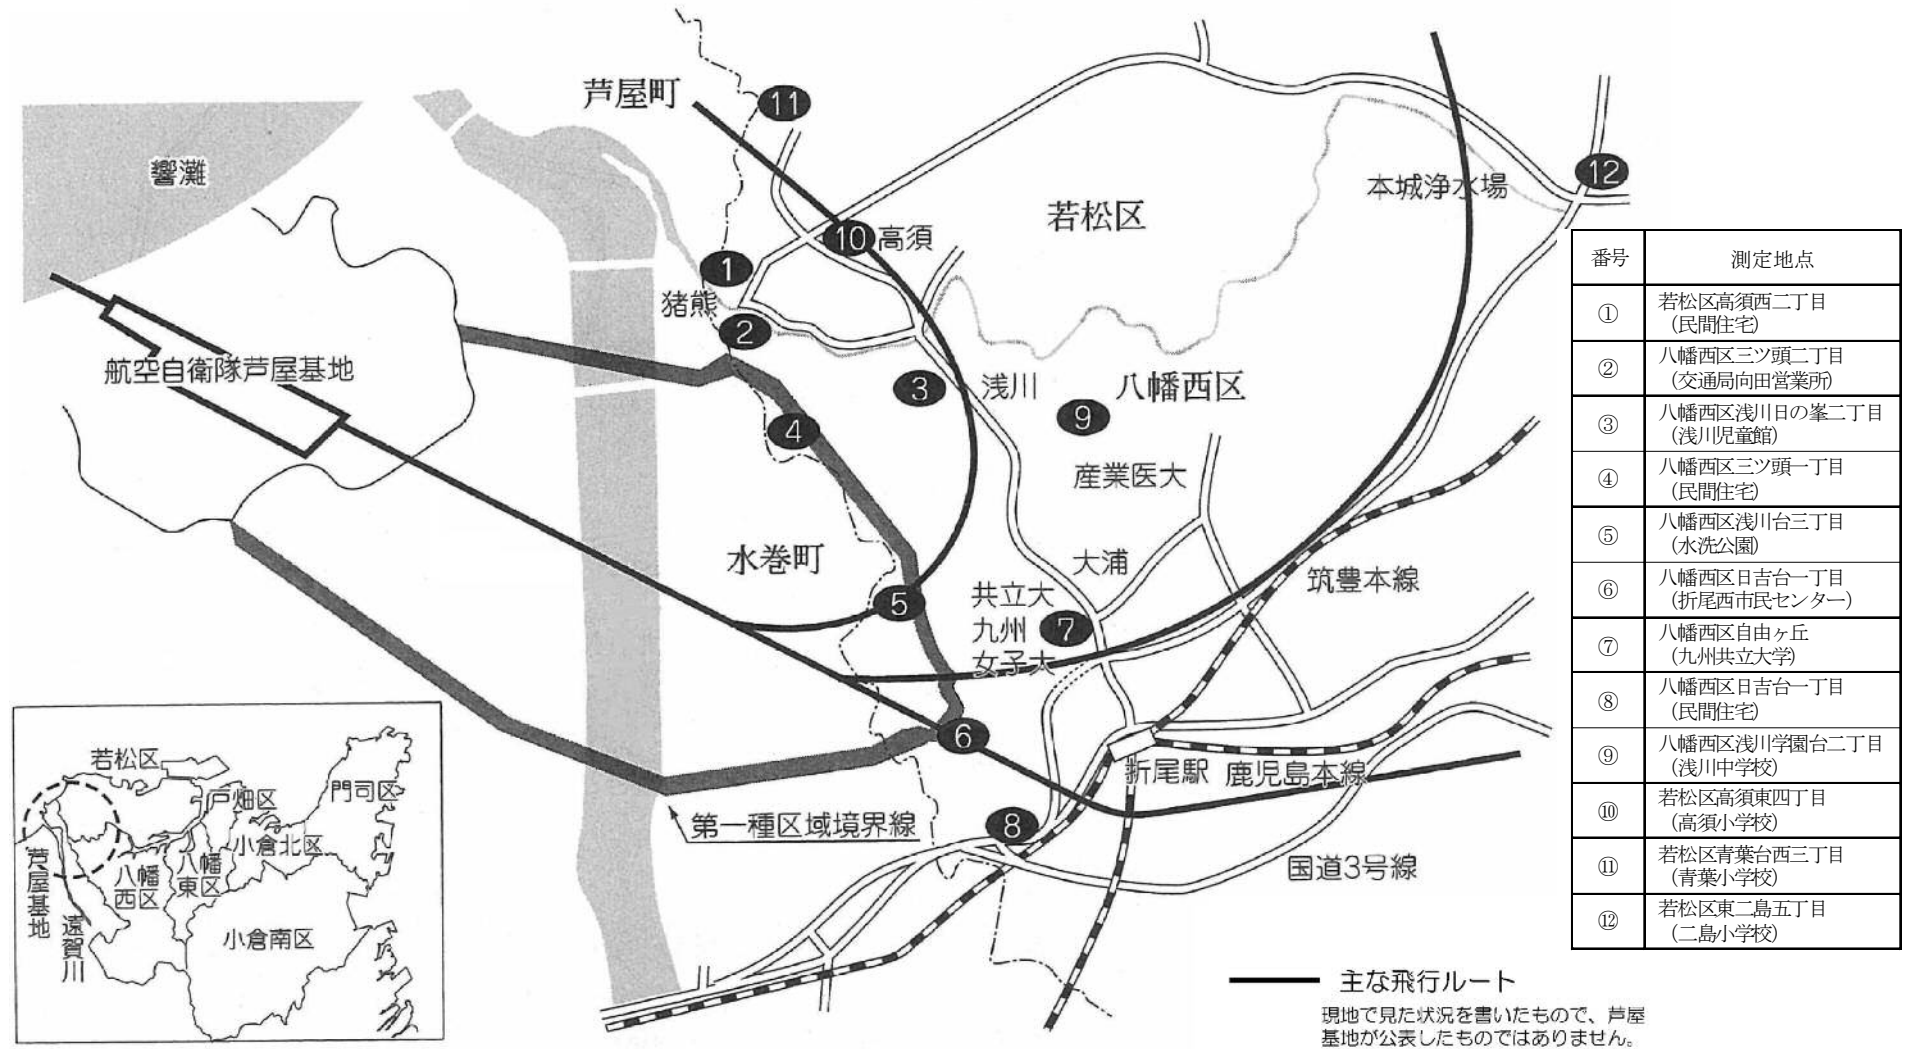 芦屋町
⓫
響灘
本城浄水場
⓬
若松区
❿
高須
❶
猪熊
❷
航空自衛隊芦屋基地
❸
浅川
八幡西区
❾
❹
産業医大
水巻町
大浦
筑豊本線
共立大
九州
女子大
❺
❼
❻
折尾駅
鹿児島本線
第一種区域境界線
❽
国道3号線
主な飛行ルート
現地で見た状況を書いたもので、芦屋
基地が公表したものではありません。
若松区
戸畑区
門司区
小倉北区
八幡
東区
八幡
西区
芦屋基地
遠賀川
小倉南区
番号 測定地点
① 若松区高須西二丁目
(民間住宅)
② 八幡西区三ツ頭二丁目
(交通局向田営業所)
③ 八幡西区浅川日の峯二丁目
(浅川児童館)
④ 八幡西区三ツ頭一丁目
(民間住宅)
⑤ 八幡西区浅川台三丁目
(水洗公園)
⑥ 八幡西区日吉台一丁目
(折尾西市民センター)
⑦ 八幡西区自由ヶ丘
(九州共立大学)
⑧ 八幡西区日吉台一丁目
(民間住宅)
⑨ 八幡西区浅川学園台二丁目
(浅川中学校)
⑩ 若松区高須東四丁目
(高須小学校)
⑪ 若松区青葉台西三丁目
(青葉小学校)
⑫ 若松区東二島五丁目
(二島小学校)